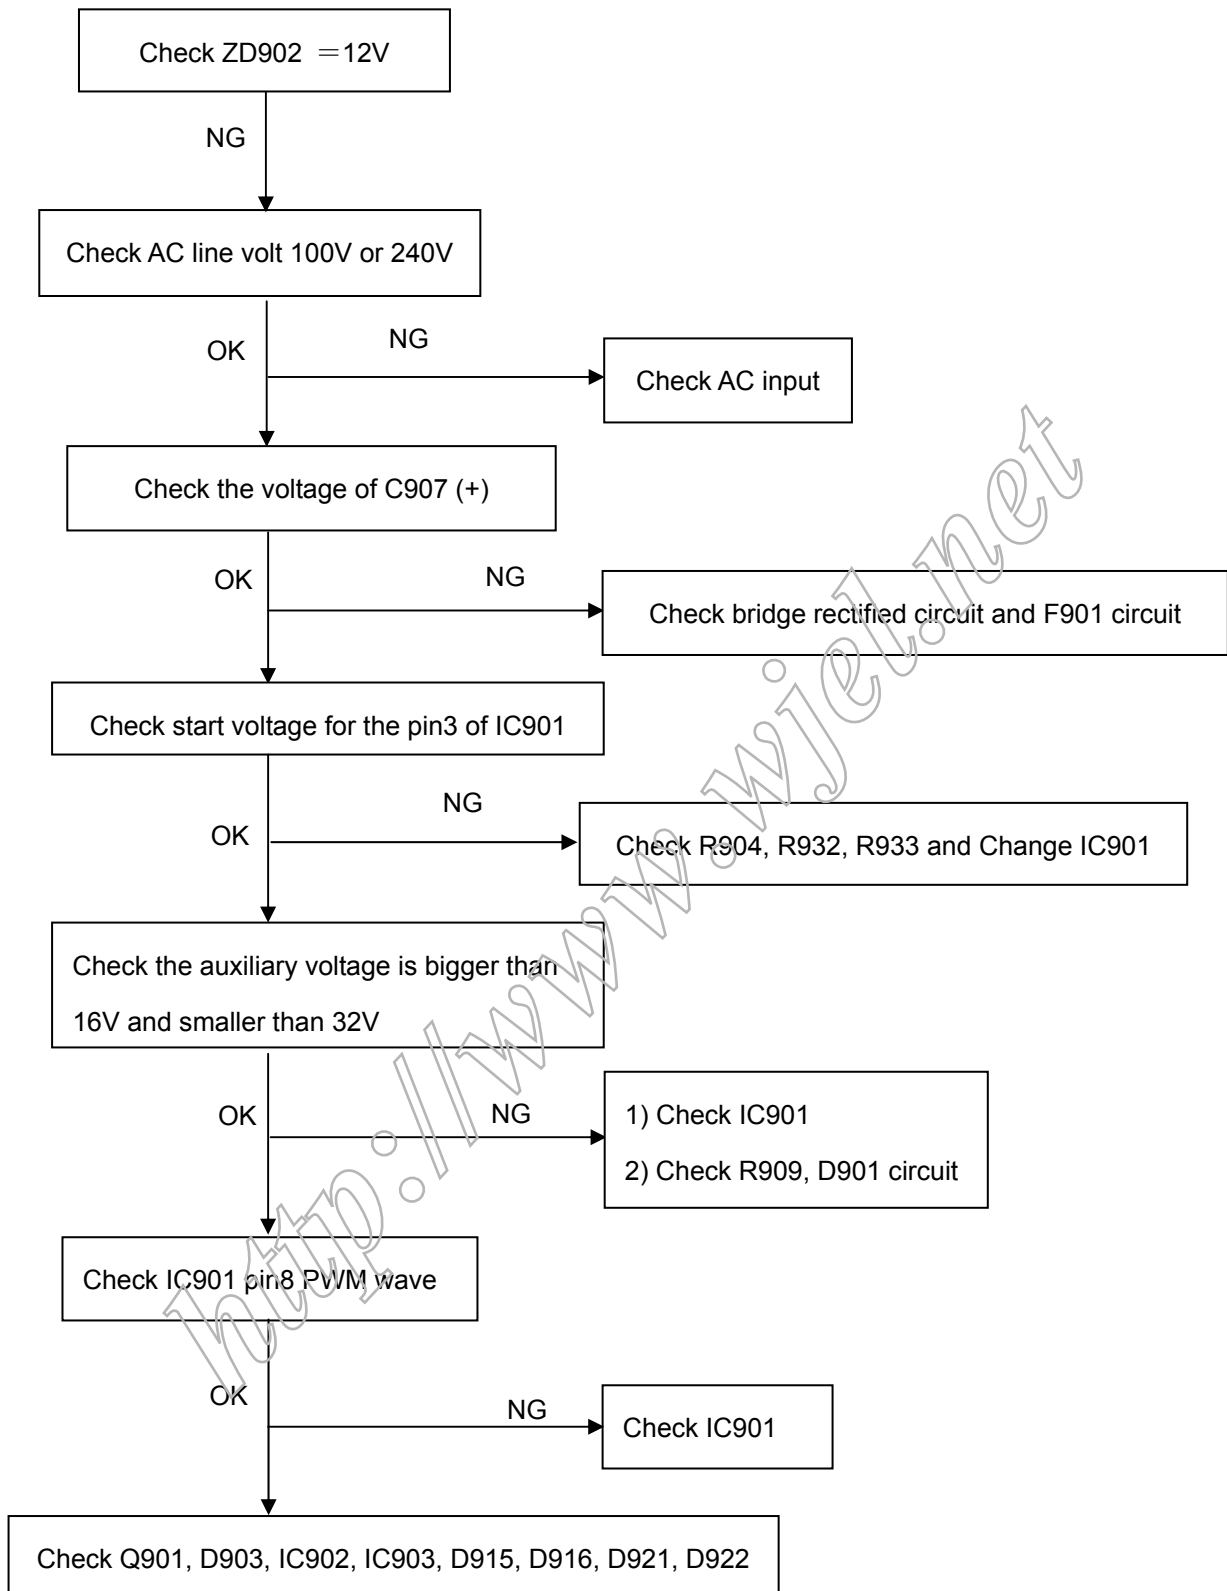 Check ZD902 ＝12V
NG
Check AC line volt 100V or 240V
OK
NG
Check AC input
Check the voltage of C907 (+)
OK
NG
Check bridge rectified circuit and F901 circuit
Check start voltage for the pin3 of IC901
NG
OK
Check R904, R932, R933 and Change IC901
Check the auxiliary voltage is bigger than
16V and smaller than 32V
OK
NG
1) Check IC901
2) Check R909, D901 circuit
Check IC901 pin8 PWM wave
OK
NG
Check IC901
Check Q901, D903, IC902, IC903, D915, D916, D921, D922
http://www.wjel.net